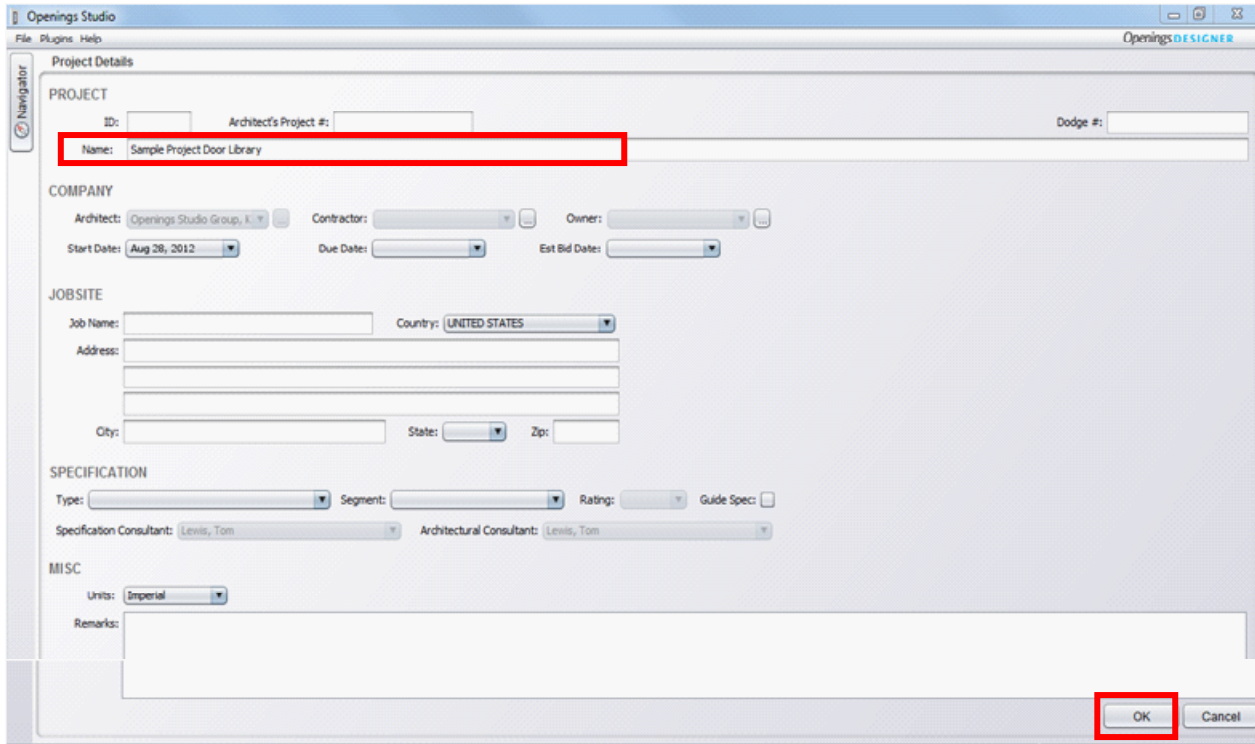 Openings Studio
File Plugins Help
Openings DESIGNER
Navigator
Project Details
PROJECT
ID: Architect's Project #: Dodge #:
Name: Sample Project Door Library
COMPANY
Architect: Openings Studio Group, K Contractor: ... Owner: ...
Start Date: Aug 28, 2012 Due Date: Est Bid Date:
JOBSITE
Job Name: Country: UNITED STATES
Address:
City: State: Zip:
SPECIFICATION
Type: Segment: Rating: Guide Spec:
Specification Consultant: Lewis, Tom Architectural Consultant: Lewis, Tom
MISC
Units: Imperial
Remarks:
OK Cancel